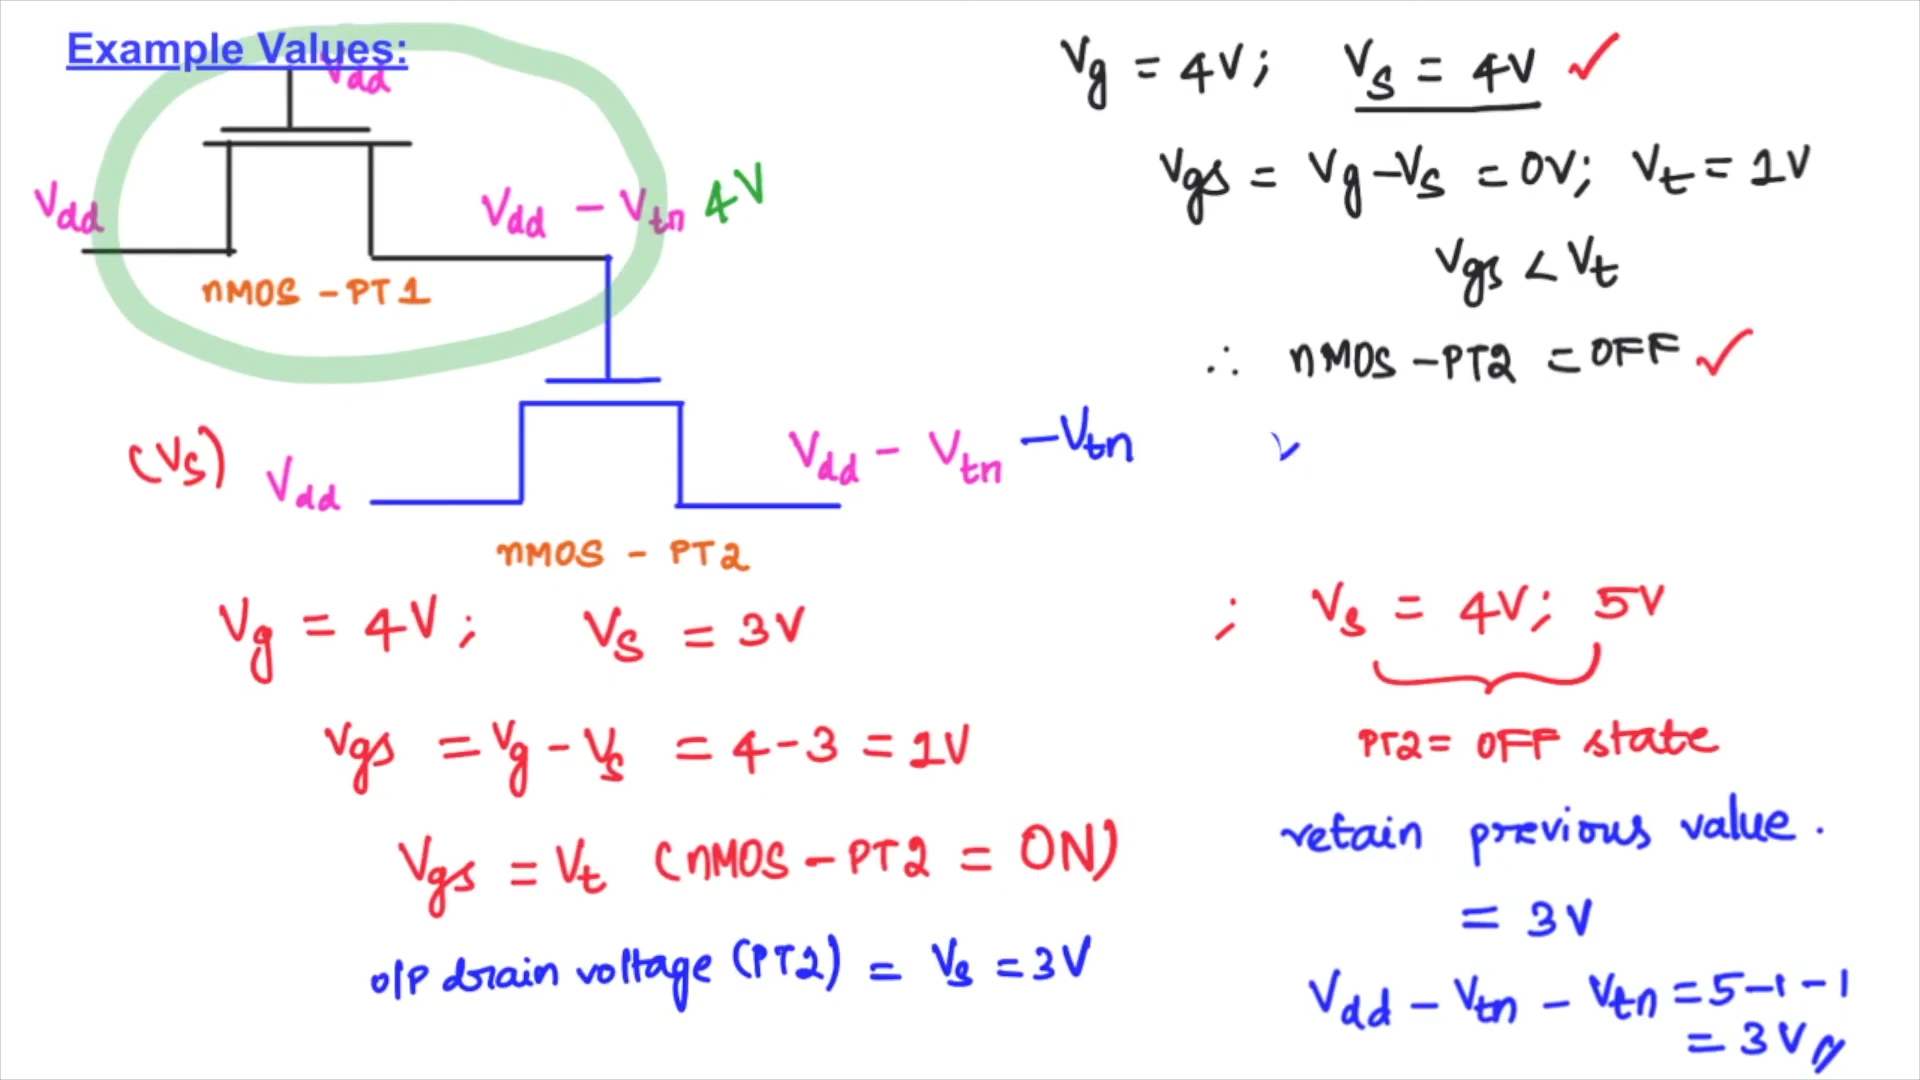 Example Values:
Vdd
Vdd
Vdd - Vtn 4V
nMOS - PT1
(Vs) Vdd
Vdd - Vtn - Vtn
nMOS - PT2
Vg = 4V; Vs = 3V
Vgs = Vg - Vs = 4 - 3 = 1V
Vgs = Vt (nMOS - PT2 = ON)
o/p drain voltage (PT2) = Vs = 3V
Vg = 4V; Vs = 4V ✓
Vgs = Vg - Vs = 0V; Vt = 1V
Vgs < Vt
∴ nMOS - PT2 = OFF ✓
; Vs = 4V; 5V
PT2 = OFF state
retain previous value.
= 3V
Vdd - Vtn - Vtn = 5-1-1
= 3V